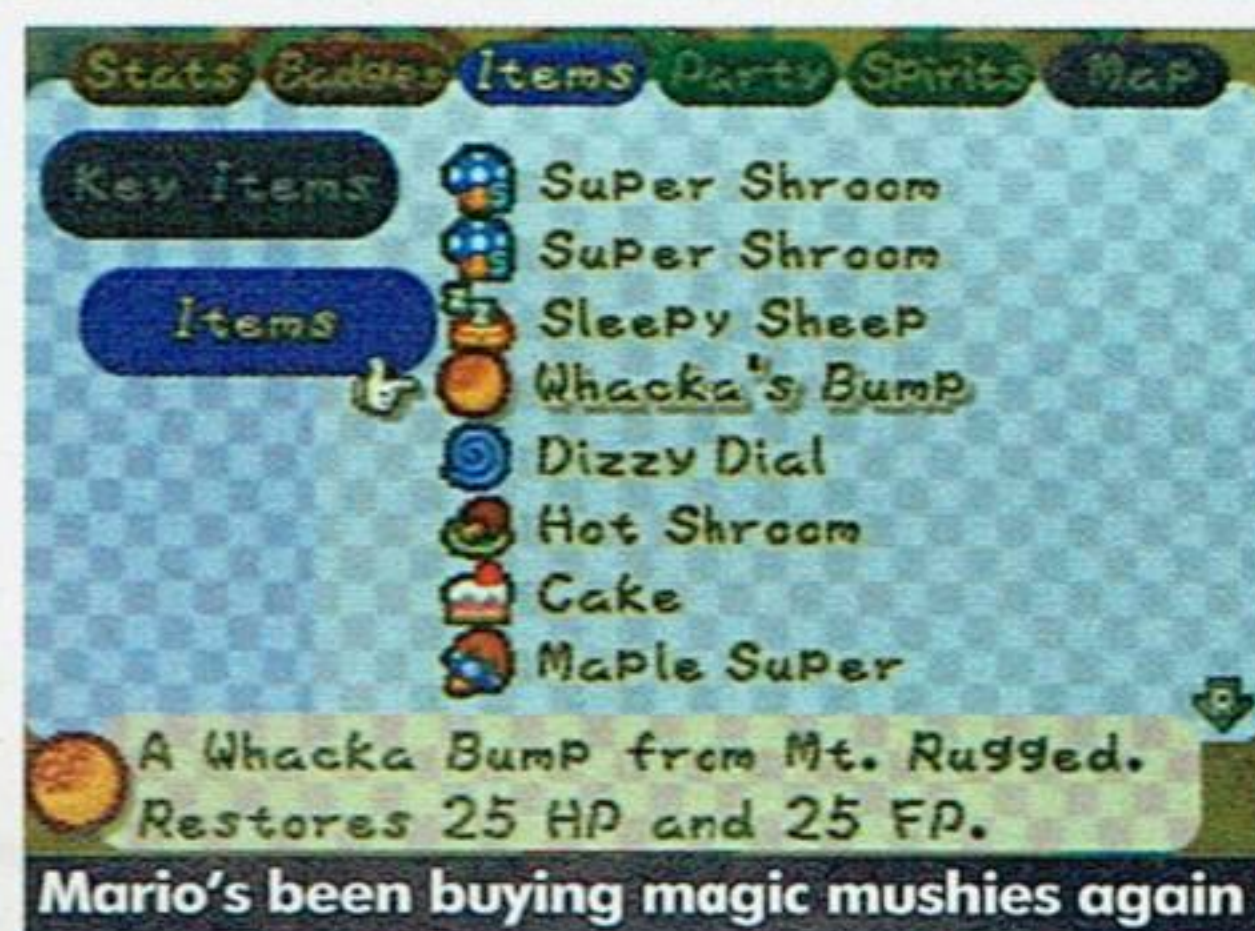 Stats Badges Items Party Spirits Map
Key Items
Items
Super Shroom
Super Shroom
Sleepy Sheep
Whacka's Bump
Dizzy Dial
Hot Shroom
Cake
Maple Super
A Whacka Bump from Mt. Rugged.
Restores 25 HP and 25 FP.
Mario's been buying magic mushies again